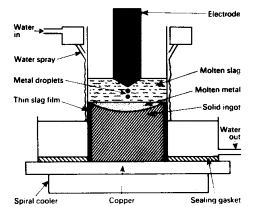 Electrode
Water
in
Water spray
Molten slag
Metal droplets
Molten metal
Thin slag film
Solid ingot
Water
out
Spiral cooler
Copper
Sealing gasket